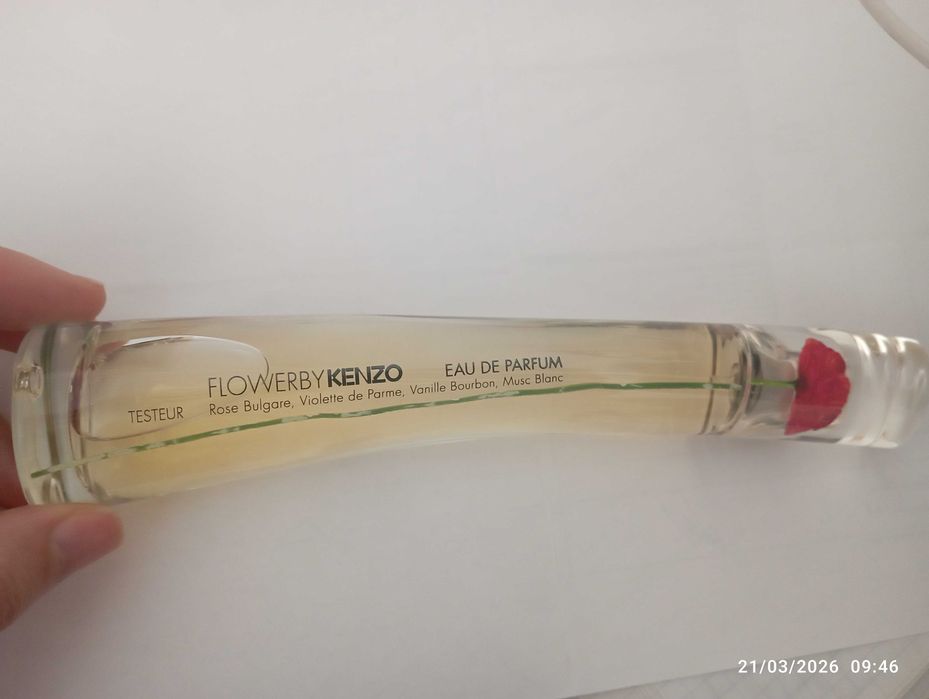 FLOWERBYKENZO EAU DE PARFUM
TESTEUR Rose Bulgare, Violette de Parme, Vanille Bourbon, Musc Blanc
21/03/2026 09:46